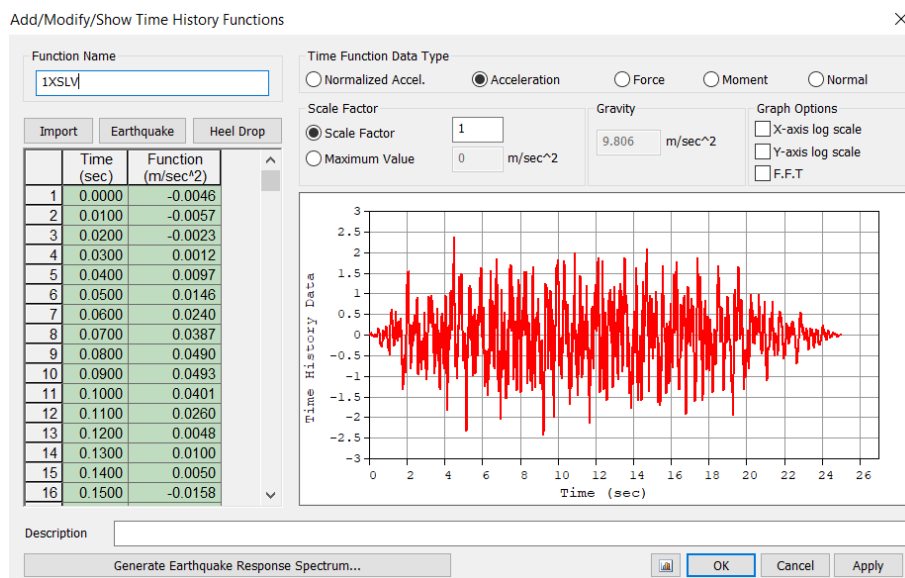 Add/Modify/Show Time History Functions
Function Name
1XSLV
Time Function Data Type
Normalized Accel.
Acceleration
Force
Moment
Normal
Import
Earthquake
Heel Drop
Scale Factor
Scale Factor
1
Maximum Value
0
m/sec^2
Gravity
9.806
m/sec^2
Graph Options
X-axis log scale
Y-axis log scale
F.F.T
Time (sec) Function (m/sec^2)
1 0.0000 -0.0046
2 0.0100 -0.0057
3 0.0200 -0.0023
4 0.0300 0.0012
5 0.0400 0.0097
6 0.0500 0.0146
7 0.0600 0.0240
8 0.0700 0.0387
9 0.0800 0.0490
10 0.0900 0.0493
11 0.1000 0.0401
12 0.1100 0.0260
13 0.1200 0.0048
14 0.1300 0.0100
15 0.1400 0.0050
16 0.1500 -0.0158
Time History Data
3
2.5
2
1.5
1
0.5
0
-0.5
-1
-1.5
-2
-2.5
-3
0 2 4 6 8 10 12 14 16 18 20 22 24 26
Time (sec)
Description
Generate Earthquake Response Spectrum...
OK
Cancel
Apply